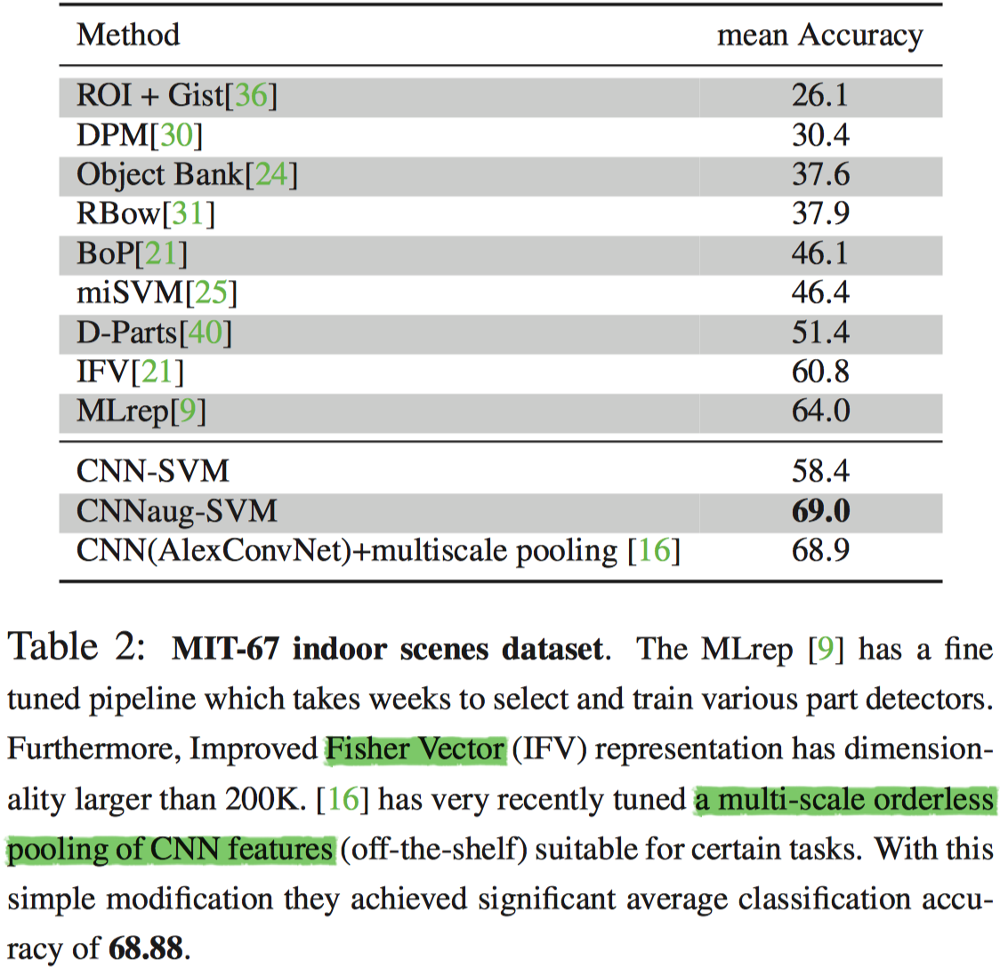 Method mean Accuracy
ROI + Gist[36] 26.1
DPM[30] 30.4
Object Bank[24] 37.6
RBow[31] 37.9
BoP[21] 46.1
miSVM[25] 46.4
D-Parts[40] 51.4
IFV[21] 60.8
MLrep[9] 64.0
CNN-SVM 58.4
CNNaug-SVM 69.0
CNN(AlexConvNet)+multiscale pooling [16] 68.9
Table 2: MIT-67 indoor scenes dataset. The MLrep [9] has a fine
tuned pipeline which takes weeks to select and train various part detectors.
Furthermore, Improved Fisher Vector (IFV) representation has dimension-
ality larger than 200K. [16] has very recently tuned a multi-scale orderless
pooling of CNN features (off-the-shelf) suitable for certain tasks. With this
simple modification they achieved significant average classification accu-
racy of 68.88.